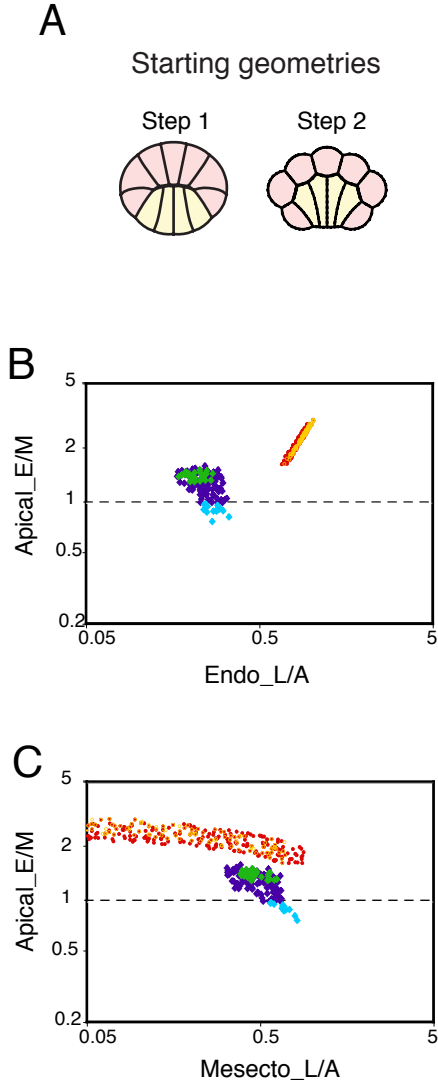 A
Starting geometries
Step 1 Step 2
B
5
2
1
0.5
0.2
0.05 0.5 5
Apical_E/M
Endo_L/A
C
5
2
1
0.5
0.2
0.05 0.5 5
Apical_E/M
Mesecto_L/A